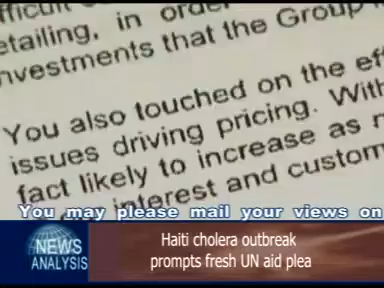 etailing, in order
nvestments that the Group
You also touched on the
issues driving pricing. With
fact likely to increase as
interest and custom
You may please mail your views on
NEWS
ANALYSIS
Haiti cholera outbreak
prompts fresh UN aid plea